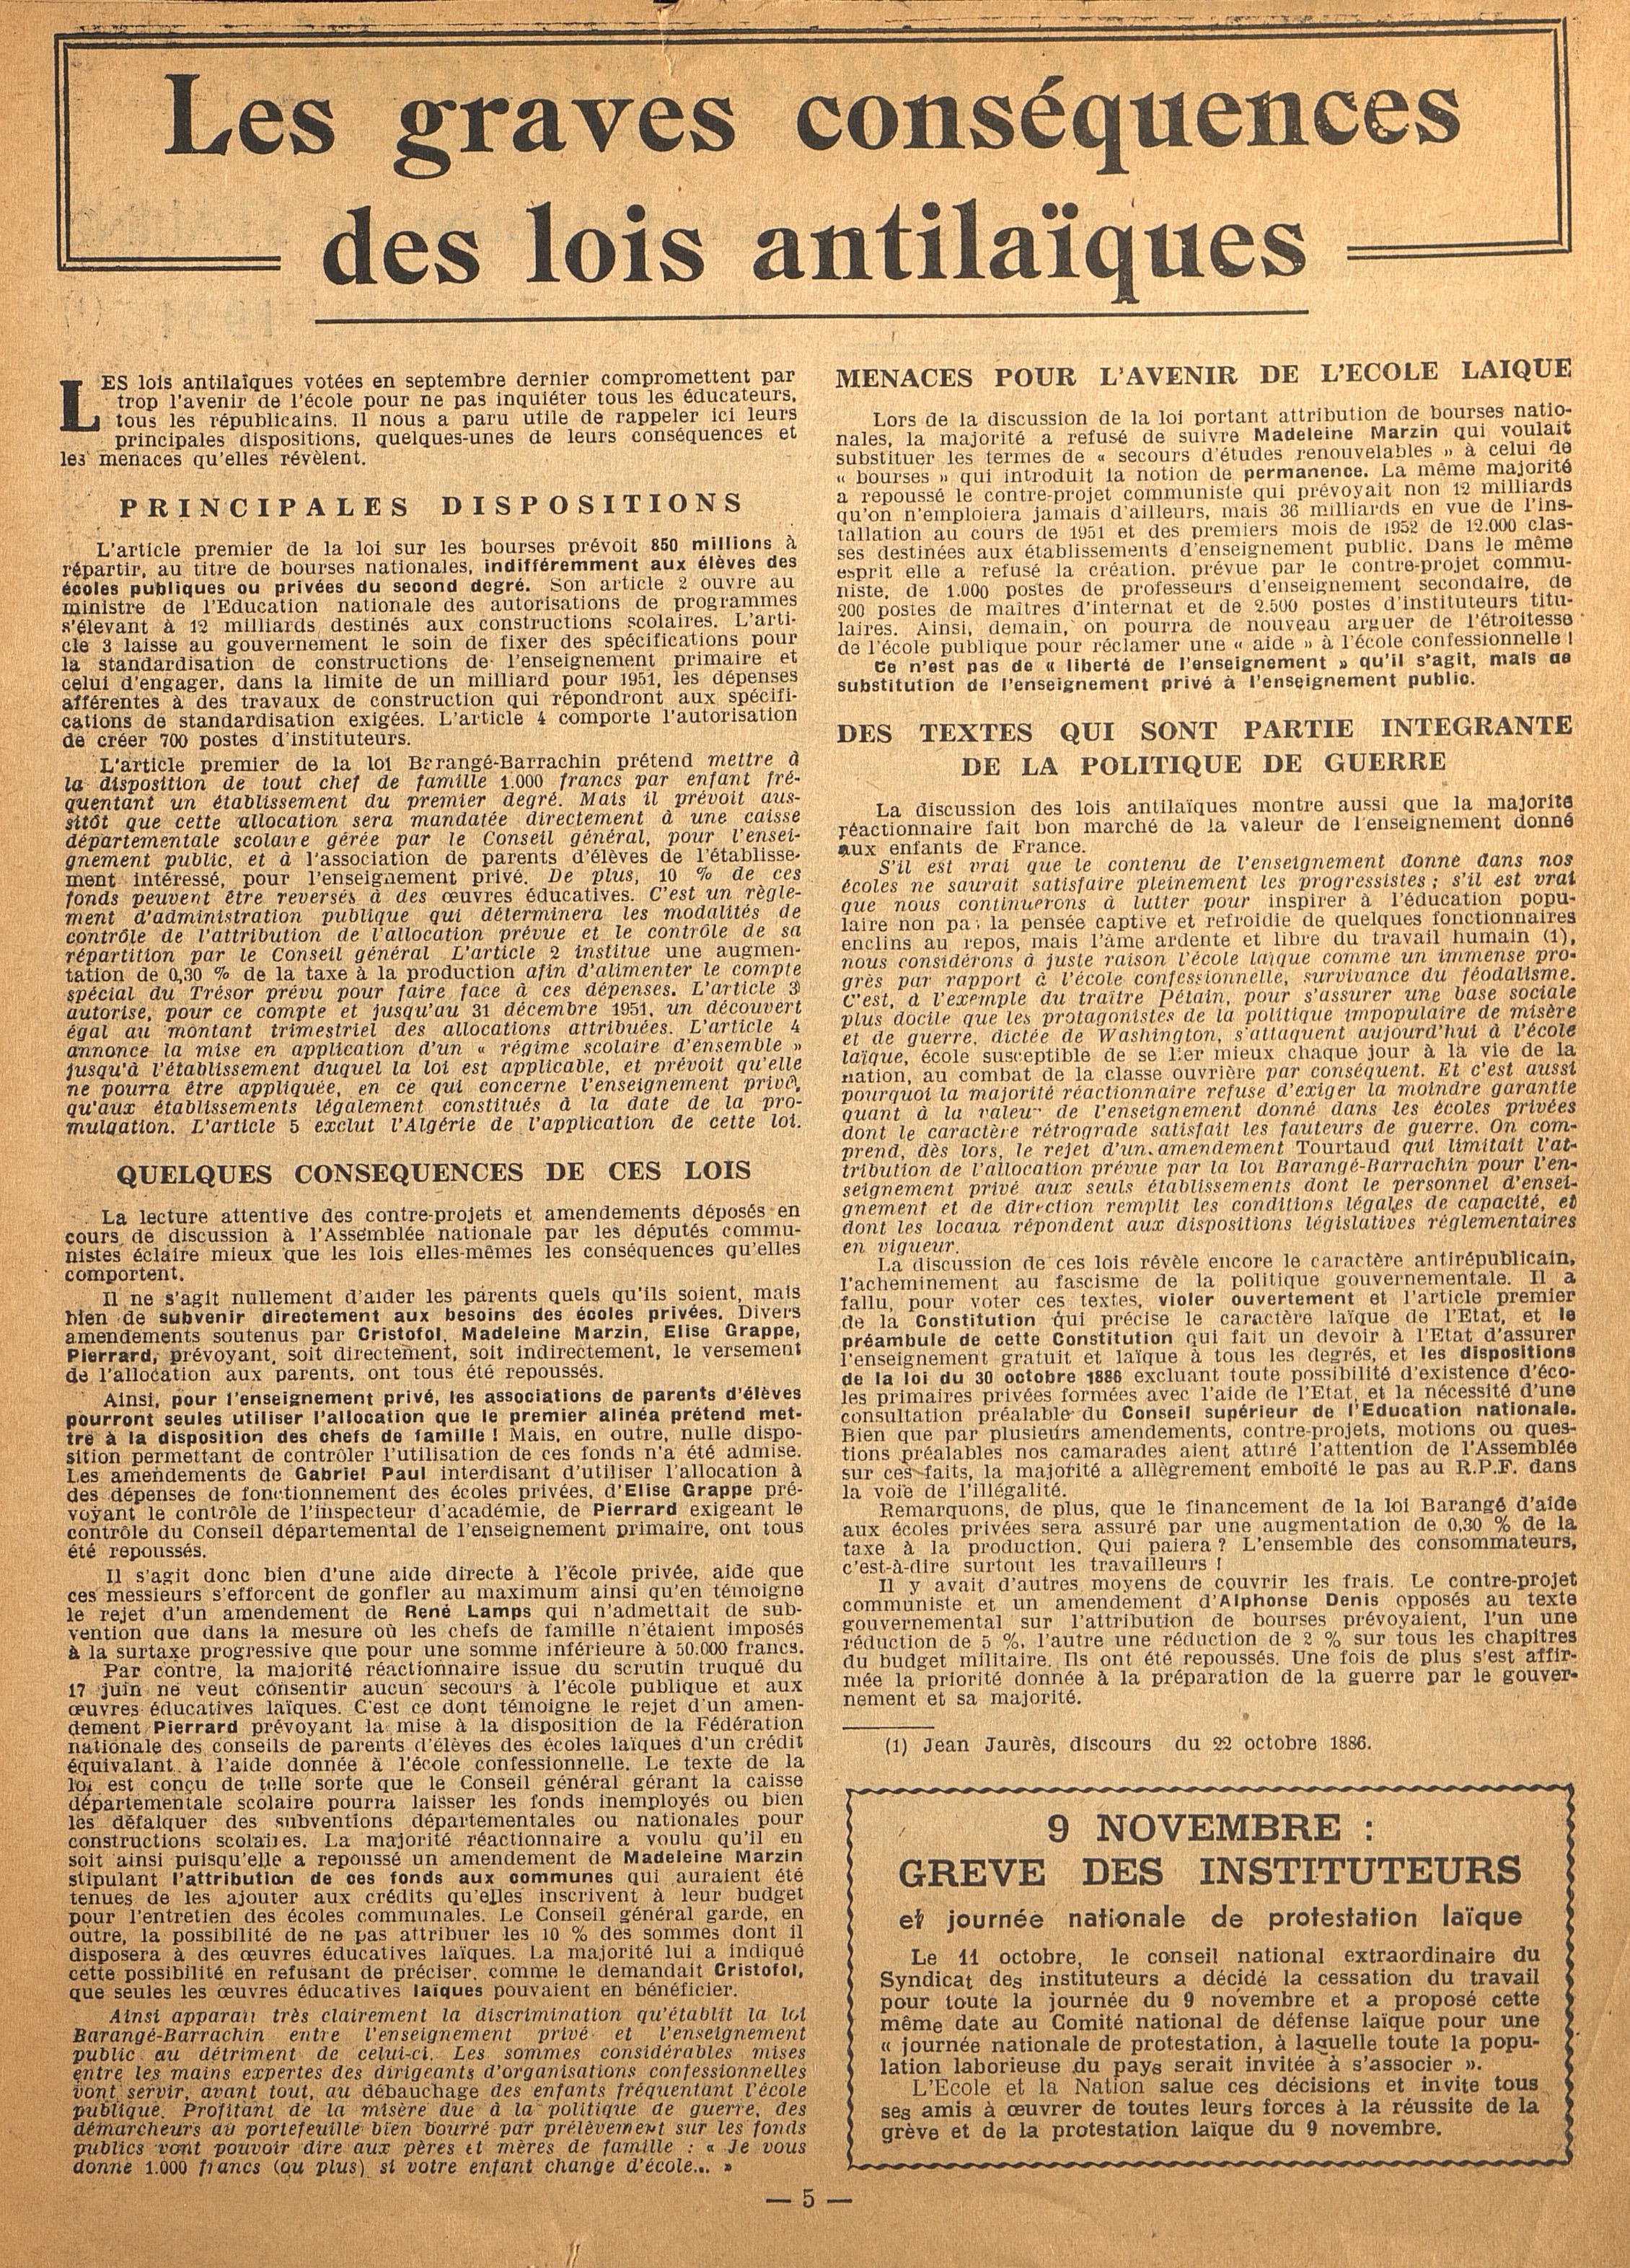 Les graves conséquences
des lois antilaïques
LES lois antilaïques votées en septembre dernier compromettent par
trop l'avenir de l'école pour ne pas inquiéter tous les éducateurs,
tous les républicains. Il nous a paru utile de rappeler ici leurs
principales dispositions, quelques-unes de leurs conséquences et
les menaces qu'elles révèlent.
PRINCIPALES DISPOSITIONS
L'article premier de la loi sur les bourses prévoit 850 millions à
répartir, au titre de bourses nationales, indifféremment aux élèves des
écoles publiques ou privées du second degré. Son article 2 ouvre au
ministre de l'Education nationale des autorisations de programmes
s'élevant à 12 milliards destinés aux constructions scolaires. L'arti-
cle 3 laisse au gouvernement le soin de fixer des spécifications pour
la standardisation de constructions de l'enseignement primaire et
celui d'engager, dans la limite de un milliard pour 1951, les dépenses
afférentes à des travaux de construction qui répondront aux spécifi-
cations de standardisation exigées. L'article 4 comporte l'autorisation
de créer 700 postes d'instituteurs.
L'article premier de la loi Barangé-Barrachin prétend mettre à
la disposition de tout chef de famille 1.000 francs par enfant fré-
quentant un établissement du premier degré. Mais il prévoit aus-
sitôt que cette allocation sera mandatée directement à une caisse
départementale scolaire gérée par le Conseil général, pour l'ensei-
gnement public, et à l'association de parents d'élèves de l'établisse-
ment intéressé, pour l'enseignement privé. De plus, 10 % de ces
fonds peuvent être reversés à des œuvres éducatives. C'est un règle-
ment d'administration publique qui déterminera les modalités de
contrôle de l'attribution de l'allocation prévue et le contrôle de sa
répartition par le Conseil général L'article 2 institue une augmen-
tation de 0,30 % de la taxe à la production afin d'alimenter le compte
spécial du Trésor prévu pour faire face à ces dépenses. L'article 3
autorise, pour ce compte et jusqu'au 31 décembre 1951, un découvert
égal au montant trimestriel des allocations attribuées. L'article 4
annonce la mise en application d'un « régime scolaire d'ensemble »
jusqu'à l'établissement duquel la loi est applicable, et prévoit qu'elle
ne pourra être appliquée, en ce qui concerne l'enseignement privé,
qu'aux établissements légalement constitués à la date de la pro-
mulgation. L'article 5 exclut l'Algérie de l'application de cette loi.
QUELQUES CONSEQUENCES DE CES LOIS
La lecture attentive des contre-projets et amendements déposés en
cours de discussion à l'Assemblée nationale par les députés commu-
nistes éclaire mieux que les lois elles-mêmes les conséquences qu'elles
comportent.
Il ne s'agit nullement d'aider les parents quels qu'ils soient, mais
bien de subvenir directement aux besoins des écoles privées. Divers
amendements soutenus par Cristofol, Madeleine Marzin, Elise Grappe,
Pierrard, prévoyant, soit directement, soit indirectement, le versement
de l'allocation aux parents, ont tous été repoussés.
Ainsi, pour l'enseignement privé, les associations de parents d'élèves
pourront seules utiliser l'allocation que le premier alinéa prétend met-
tre à la disposition des chefs de famille ! Mais, en outre, nulle dispo-
sition permettant de contrôler l'utilisation de ces fonds n'a été admise.
Les amendements de Gabriel Paul interdisant d'utiliser l'allocation à
des dépenses de fonctionnement des écoles privées, d'Elise Grappe pré-
voyant le contrôle de l'inspecteur d'académie, de Pierrard exigeant le
contrôle du Conseil départemental de l'enseignement primaire, ont tous
été repoussés.
Il s'agit donc bien d'une aide directe à l'école privée, aide que
ces messieurs s'efforcent de gonfler au maximum ainsi qu'en témoigne
le rejet d'un amendement de René Lamps qui n'admettait de sub-
vention que dans la mesure où les chefs de famille n'étaient imposés
à la surtaxe progressive que pour une somme inférieure à 50.000 francs.
Par contre, la majorité réactionnaire issue du scrutin truqué du
17 juin ne veut consentir aucun secours à l'école publique et aux
œuvres éducatives laïques. C'est ce dont témoigne le rejet d'un amen-
dement Pierrard prévoyant la mise à la disposition de la Fédération
nationale des conseils de parents d'élèves des écoles laïques d'un crédit
équivalant à l'aide donnée à l'école confessionnelle. Le texte de la
loi est conçu de telle sorte que le Conseil général gérant la caisse
départementale scolaire pourra laisser les fonds inemployés ou bien
les défalquer des subventions départementales ou nationales pour
constructions scolaires. La majorité réactionnaire a voulu qu'il en
soit ainsi puisqu'elle a repoussé un amendement de Madeleine Marzin
stipulant l'attribution de ces fonds aux communes qui auraient été
tenues de les ajouter aux crédits qu'elles inscrivent à leur budget
pour l'entretien des écoles communales. Le Conseil général garde, en
outre, la possibilité de ne pas attribuer les 10 % des sommes dont il
disposera à des œuvres éducatives laïques. La majorité lui a indiqué
cette possibilité en refusant de préciser, comme le demandait Cristofol,
que seules les œuvres éducatives laïques pouvaient en bénéficier.
Ainsi apparaît très clairement la discrimination qu'établit la loi
Barangé-Barrachin entre l'enseignement privé et l'enseignement
public au détriment de celui-ci. Les sommes considérables mises
entre les mains expertes des dirigeants d'organisations confessionnelles
vont servir, avant tout, au débauchage des enfants fréquentant l'école
publique. Profitant de la misère due à la politique de guerre, des
démarcheurs au portefeuille bien bourré par prélèvement sur les fonds
publics vont pouvoir dire aux pères et mères de famille : « Je vous
donne 1.000 francs (ou plus) si votre enfant change d'école... »
MENACES POUR L'AVENIR DE L'ECOLE LAIQUE
Lors de la discussion de la loi portant attribution de bourses natio-
nales, la majorité a refusé de suivre Madeleine Marzin qui voulait
substituer les termes de « secours d'études renouvelables » à celui de
« bourses » qui introduit la notion de permanence. La même majorité
a repoussé le contre-projet communiste qui prévoyait non 12 milliards
qu'on n'emploiera jamais d'ailleurs, mais 36 milliards en vue de l'ins-
tallation au cours de 1951 et des premiers mois de 1952 de 12.000 clas-
ses destinées aux établissements d'enseignement public. Dans le même
esprit elle a refusé la création, prévue par le contre-projet commu-
niste, de 1.000 postes de professeurs d'enseignement secondaire, de
200 postes de maîtres d'internat et de 2.500 postes d'instituteurs titu-
laires. Ainsi, demain, on pourra de nouveau arguer de l'étroitesse
de l'école publique pour réclamer une « aide » à l'école confessionnelle !
Ce n'est pas de « liberté de l'enseignement » qu'il s'agit, mais de
substitution de l'enseignement privé à l'enseignement public.
DES TEXTES QUI SONT PARTIE INTEGRANTE
DE LA POLITIQUE DE GUERRE
La discussion des lois antilaïques montre aussi que la majorité
réactionnaire fait bon marché de la valeur de l'enseignement donné
aux enfants de France.
S'il est vrai que le contenu de l'enseignement donné dans nos
écoles ne saurait satisfaire pleinement les progressistes ; s'il est vrai
que nous continuerons à lutter pour inspirer à l'éducation popu-
laire non pas la pensée captive et refroidie de quelques fonctionnaires
enclins au repos, mais l'âme ardente et libre du travail humain (1),
nous considérons à juste raison l'école laïque comme un immense pro-
grès par rapport à l'école confessionnelle, survivance du féodalisme.
C'est, à l'exemple du traître Pétain, pour s'assurer une base sociale
plus docile que les protagonistes de la politique impopulaire de misère
et de guerre, dictée de Washington, s'attaquent aujourd'hui à l'école
laïque, école susceptible de se lier mieux chaque jour à la vie de la
nation, au combat de la classe ouvrière par conséquent. Et c'est aussi
pourquoi la majorité réactionnaire refuse d'exiger la moindre garantie
quant à la valeur de l'enseignement donné dans les écoles privées
dont le caractère rétrograde satisfait les fauteurs de guerre. On com-
prend, dès lors, le rejet d'un amendement Tourtaud qui limitait l'at-
tribution de l'allocation prévue par la loi Barangé-Barrachin pour l'en-
seignement privé aux seuls établissements dont le personnel d'ensei-
gnement et de direction remplit les conditions légales de capacité, et
dont les locaux répondent aux dispositions législatives réglementaires
en vigueur.
La discussion de ces lois révèle encore le caractère antirépublicain,
l'acheminement au fascisme de la politique gouvernementale. Il a
fallu, pour voter ces textes, violer ouvertement et l'article premier
de la Constitution qui précise le caractère laïque de l'Etat, et le
préambule de cette Constitution qui fait un devoir à l'Etat d'assurer
l'enseignement gratuit et laïque à tous les degrés, et les dispositions
de la loi du 30 octobre 1886 excluant toute possibilité d'existence d'éco-
les primaires privées formées avec l'aide de l'Etat, et la nécessité d'une
consultation préalable du Conseil supérieur de l'Education nationale.
Bien que par plusieurs amendements, contre-projets, motions ou ques-
tions préalables nos camarades aient attiré l'attention de l'Assemblée
sur ces faits, la majorité a allègrement emboîté le pas au R.P.F. dans
la voie de l'illégalité.
Remarquons, de plus, que le financement de la loi Barangé d'aide
aux écoles privées sera assuré par une augmentation de 0,30 % de la
taxe à la production. Qui paiera ? L'ensemble des consommateurs,
c'est-à-dire surtout les travailleurs !
Il y avait d'autres moyens de couvrir les frais. Le contre-projet
communiste et un amendement d'Alphonse Denis opposés au texte
gouvernemental sur l'attribution de bourses prévoyaient, l'un une
réduction de 5 %, l'autre une réduction de 2 % sur tous les chapitres
du budget militaire. Ils ont été repoussés. Une fois de plus s'est affir-
mée la priorité donnée à la préparation de la guerre par le gouver-
nement et sa majorité.
(1) Jean Jaurès, discours du 22 octobre 1886.
9 NOVEMBRE :
GREVE DES INSTITUTEURS
et journée nationale de protestation laïque
Le 11 octobre, le conseil national extraordinaire du
Syndicat des instituteurs a décidé la cessation du travail
pour toute la journée du 9 novembre et a proposé cette
même date au Comité national de défense laïque pour une
« journée nationale de protestation, à laquelle toute la popu-
lation laborieuse du pays serait invitée à s'associer ».
L'Ecole et la Nation salue ces décisions et invite tous
ses amis à œuvrer de toutes leurs forces à la réussite de la
grève et de la protestation laïque du 9 novembre.
— 5 —